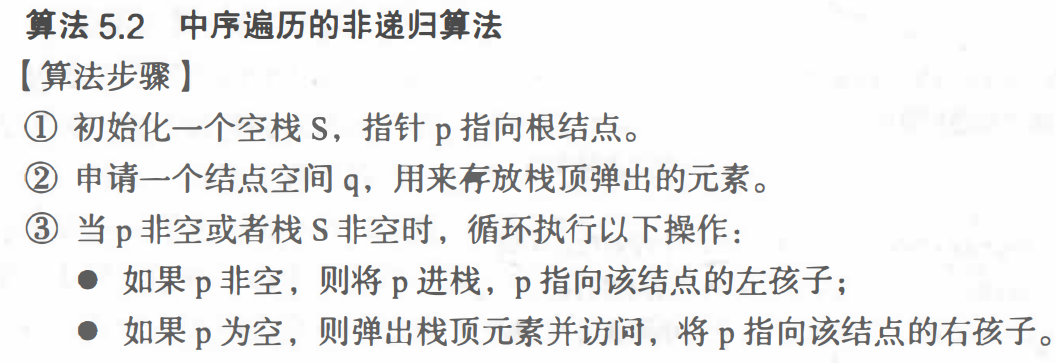 算法 5.2 中序遍历的非递归算法
【算法步骤】
① 初始化一个空栈 S，指针 p 指向根结点。
② 申请一个结点空间 q，用来存放栈顶弹出的元素。
③ 当 p 非空或者栈 S 非空时，循环执行以下操作：
● 如果 p 非空，则将 p 进栈，p 指向该结点的左孩子；
● 如果 p 为空，则弹出栈顶元素并访问，将 p 指向该结点的右孩子。